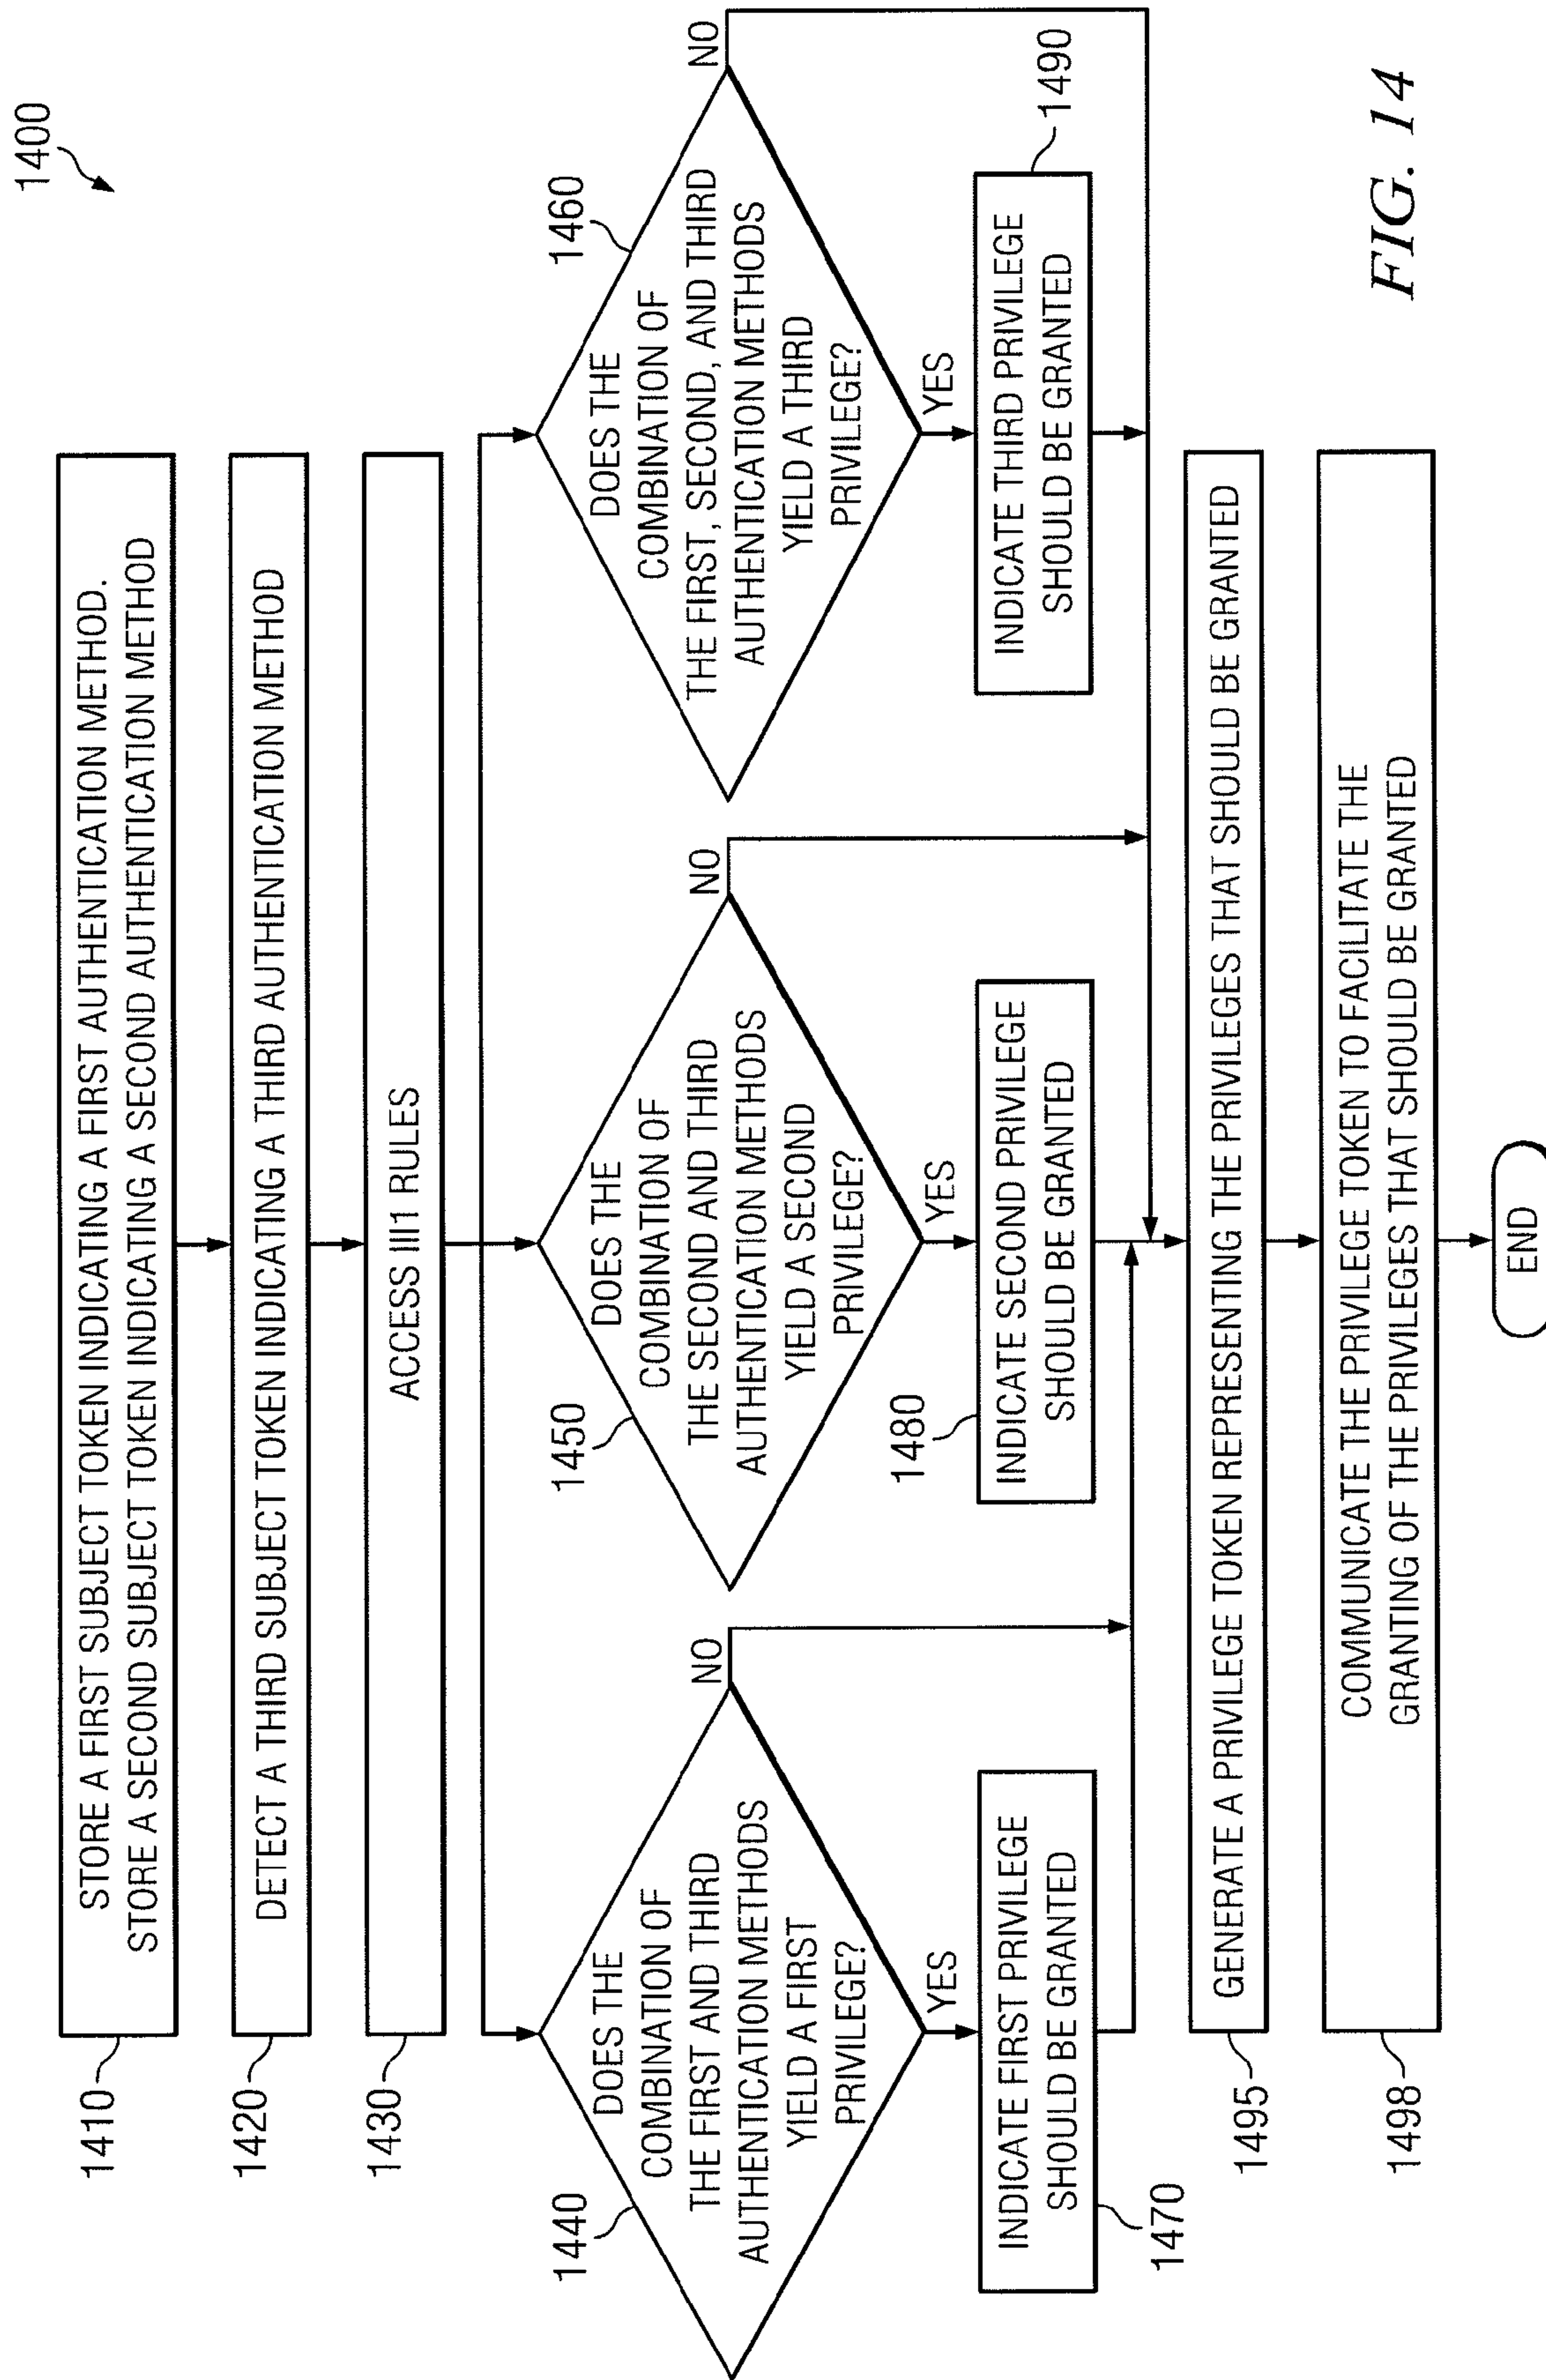 1400
1410
STORE A FIRST SUBJECT TOKEN INDICATING A FIRST AUTHENTICATION METHOD.
STORE A SECOND SUBJECT TOKEN INDICATING A SECOND AUTHENTICATION METHOD
1420
DETECT A THIRD SUBJECT TOKEN INDICATING A THIRD AUTHENTICATION METHOD
1430
ACCESS III1 RULES
1440
DOES THE
COMBINATION OF
THE FIRST AND THIRD
AUTHENTICATION METHODS
YIELD A FIRST
PRIVILEGE?
NO
YES
1450
DOES THE
COMBINATION OF
THE SECOND AND THIRD
AUTHENTICATION METHODS
YIELD A SECOND
PRIVILEGE?
NO
YES
1460
DOES THE
COMBINATION OF
THE FIRST, SECOND, AND THIRD
AUTHENTICATION METHODS
YIELD A THIRD
PRIVILEGE?
NO
YES
INDICATE FIRST PRIVILEGE
SHOULD BE GRANTED
1470
1480
INDICATE SECOND PRIVILEGE
SHOULD BE GRANTED
INDICATE THIRD PRIVILEGE
SHOULD BE GRANTED
1490
1495
GENERATE A PRIVILEGE TOKEN REPRESENTING THE PRIVILEGES THAT SHOULD BE GRANTED
1498
COMMUNICATE THE PRIVILEGE TOKEN TO FACILITATE THE
GRANTING OF THE PRIVILEGES THAT SHOULD BE GRANTED
END
FIG. 14